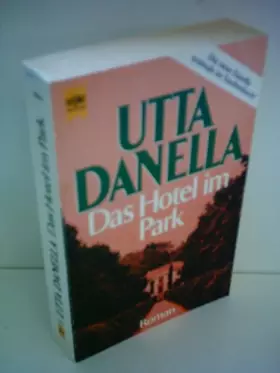 UTTA
DANELLA
Das Hotel im
Park
Roman
UTTA DANELLA Das Hotel im Park